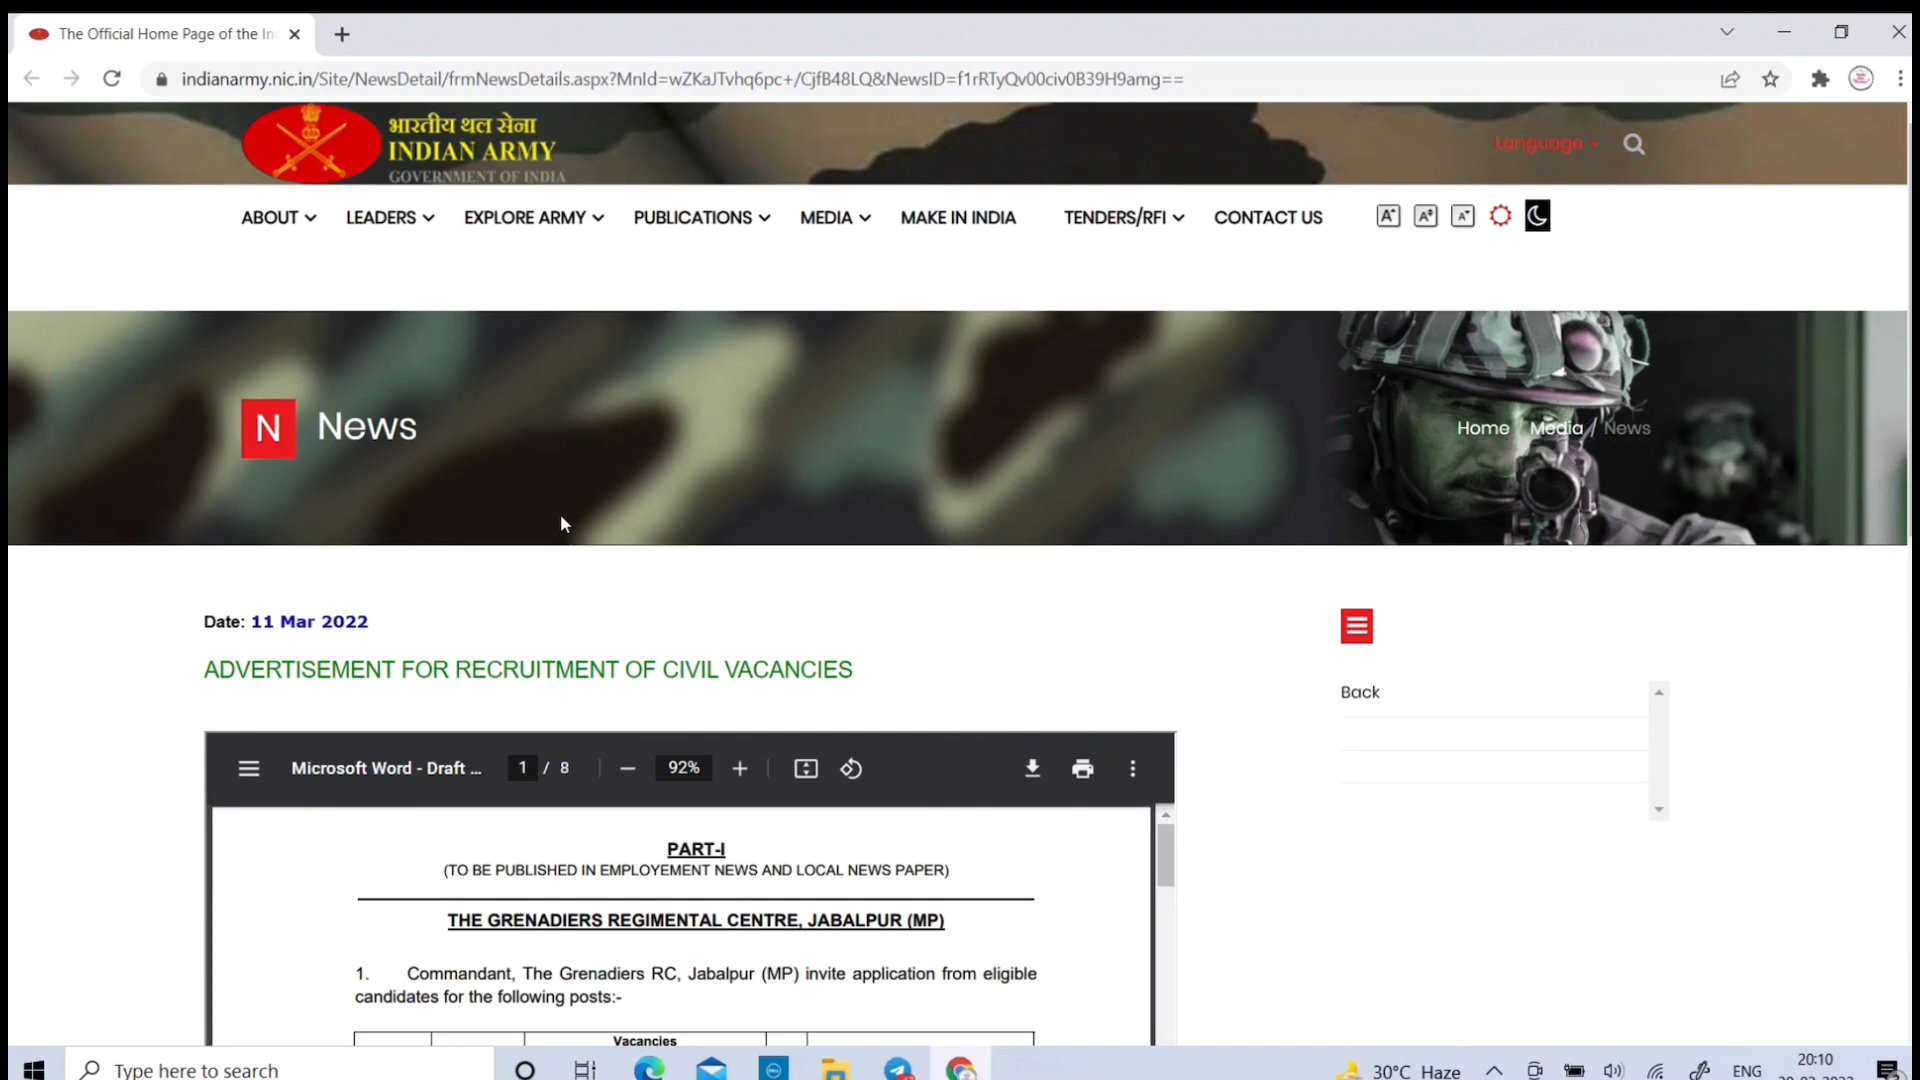 The Official Home Page of the In
indianarmy.nic.in/Site/NewsDetail/frmNewsDetails.aspx?MnId=wZKaJTvhq6pc+/CjfB48LQ&NewsID=f1rRTyQv00civ0B39H9amg==
भारतीय थल सेना
INDIAN ARMY
GOVERNMENT OF INDIA
Language
ABOUT LEADERS EXPLORE ARMY PUBLICATIONS MEDIA MAKE IN INDIA TENDERS/RFI CONTACT US
N News
Home / Media / News
Date: 11 Mar 2022
ADVERTISEMENT FOR RECRUITMENT OF CIVIL VACANCIES
Back
Microsoft Word - Draft ... 1 / 8 92%
PART-I
(TO BE PUBLISHED IN EMPLOYEMENT NEWS AND LOCAL NEWS PAPER)
THE GRENADIERS REGIMENTAL CENTRE, JABALPUR (MP)
1. Commandant, The Grenadiers RC, Jabalpur (MP) invite application from eligible
candidates for the following posts:-
Vacancies
Type here to search
30°C Haze
ENG
20:10